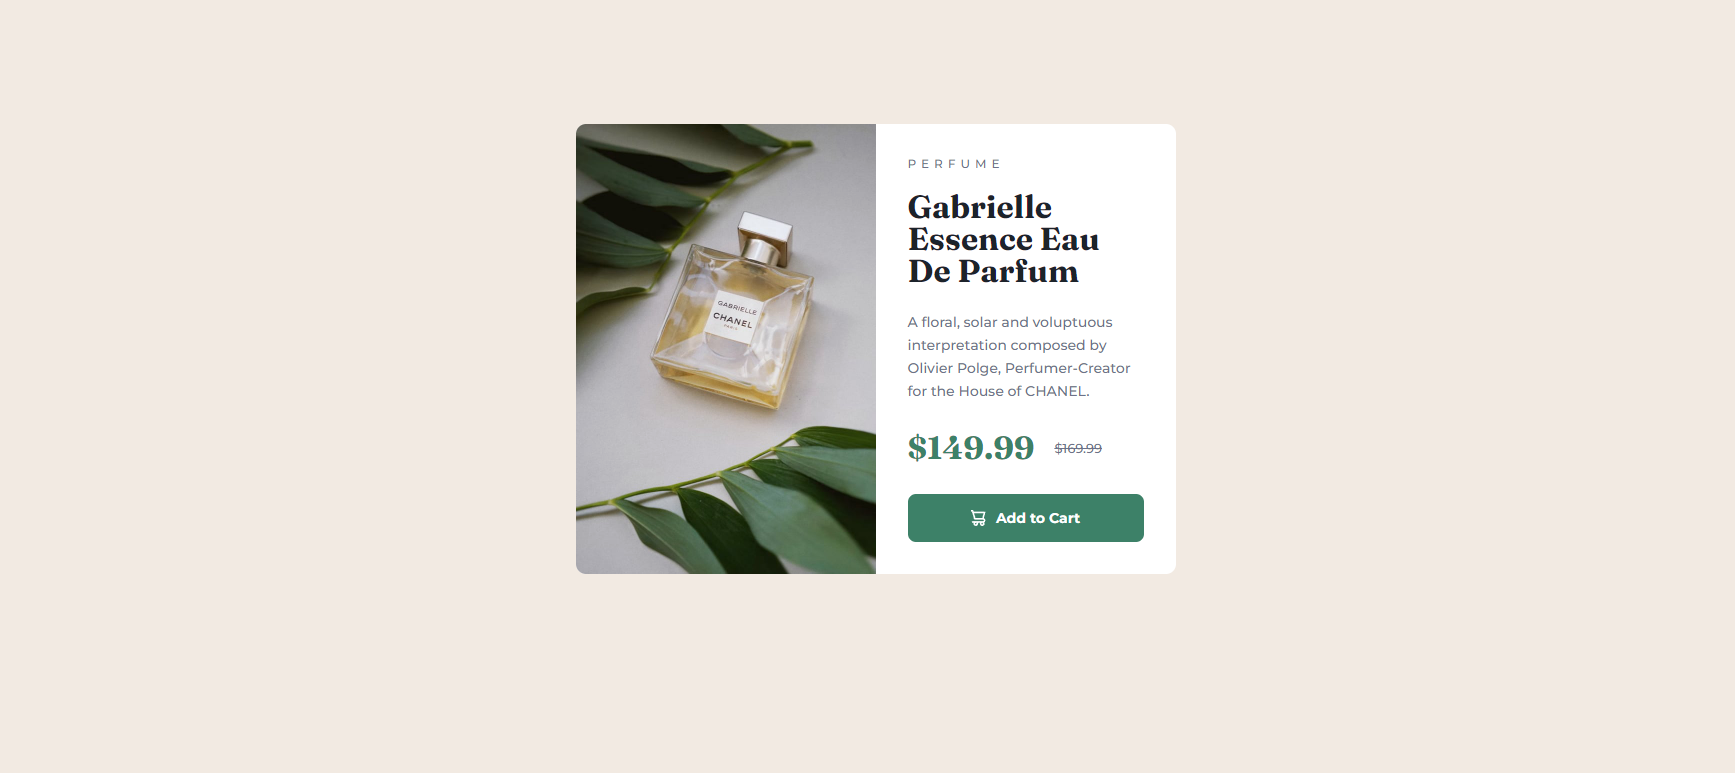 PERFUME
Gabrielle
Essence Eau
De Parfum
A floral, solar and voluptuous
interpretation composed by
Olivier Polge, Perfumer-Creator
for the House of CHANEL.
$149.99 $169.99
Add to Cart
GABRIELLE
CHANEL
PARIS